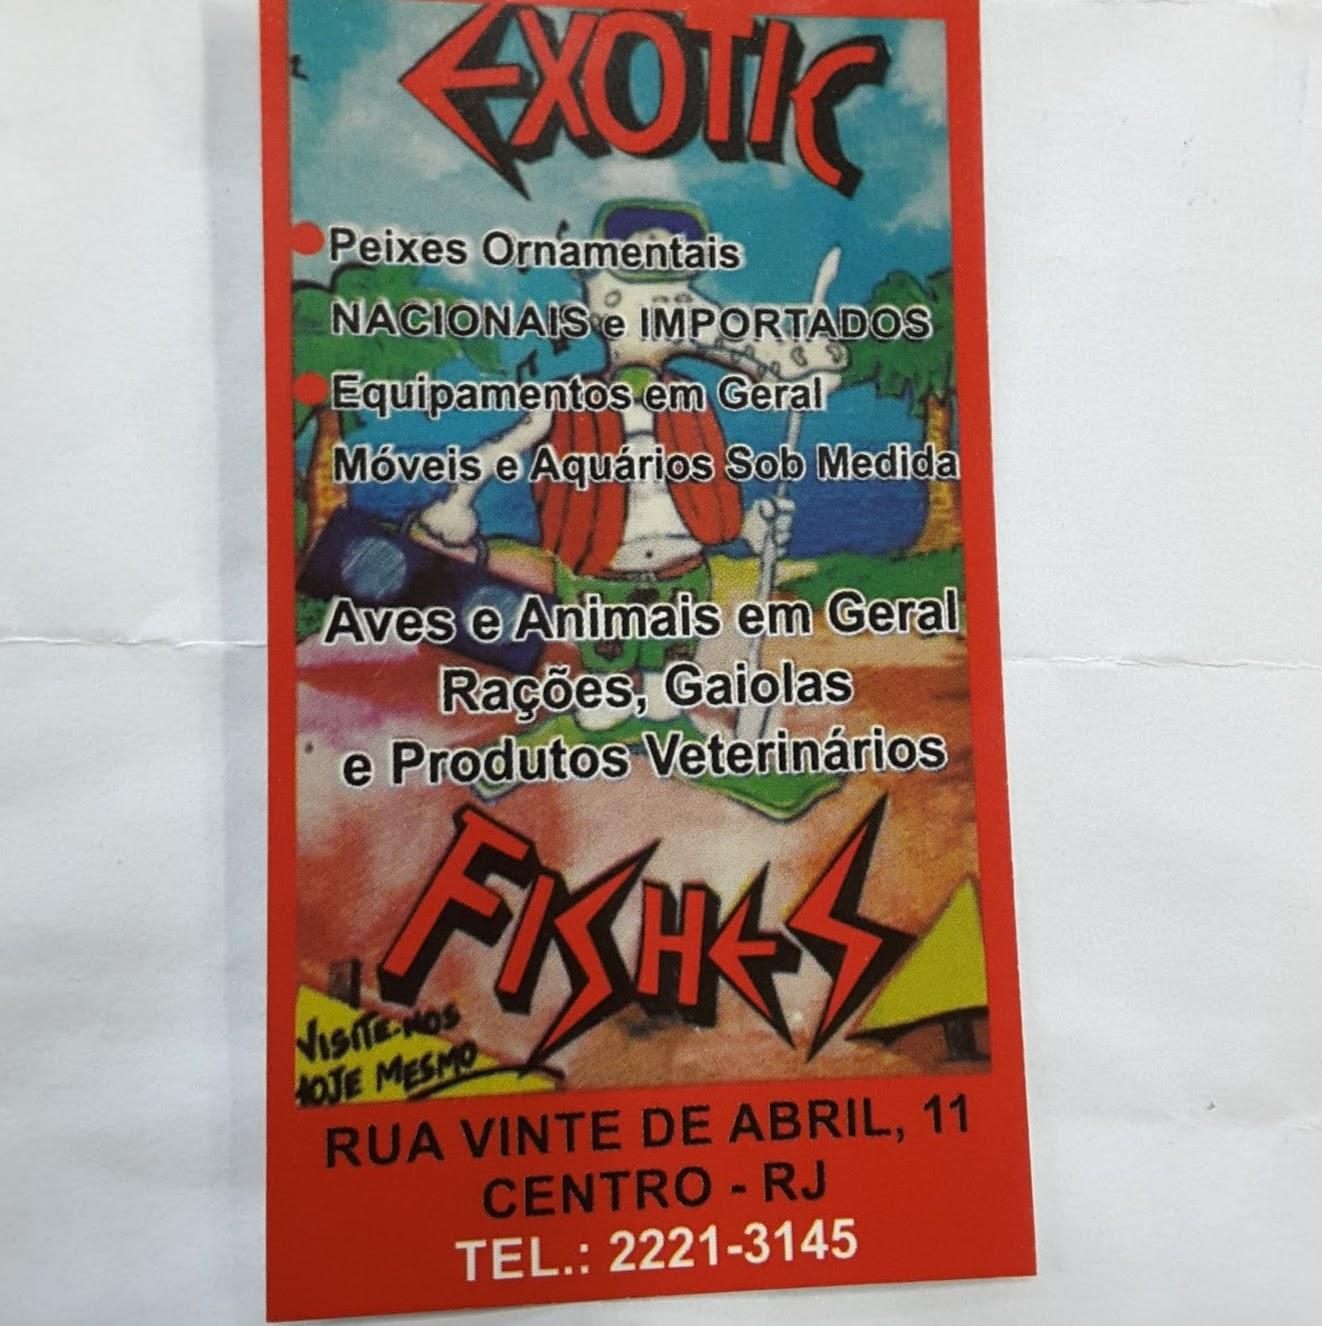 EXOTIC
Peixes Ornamentais
NACIONAIS e IMPORTADOS
Equipamentos em Geral
Móveis e Aquários Sob Medida
Aves e Animais em Geral
Rações, Gaiolas
e Produtos Veterinários
FISHES
VISITE-NOS
HOJE MESMO
RUA VINTE DE ABRIL, 11
CENTRO - RJ
TEL.: 2221-3145